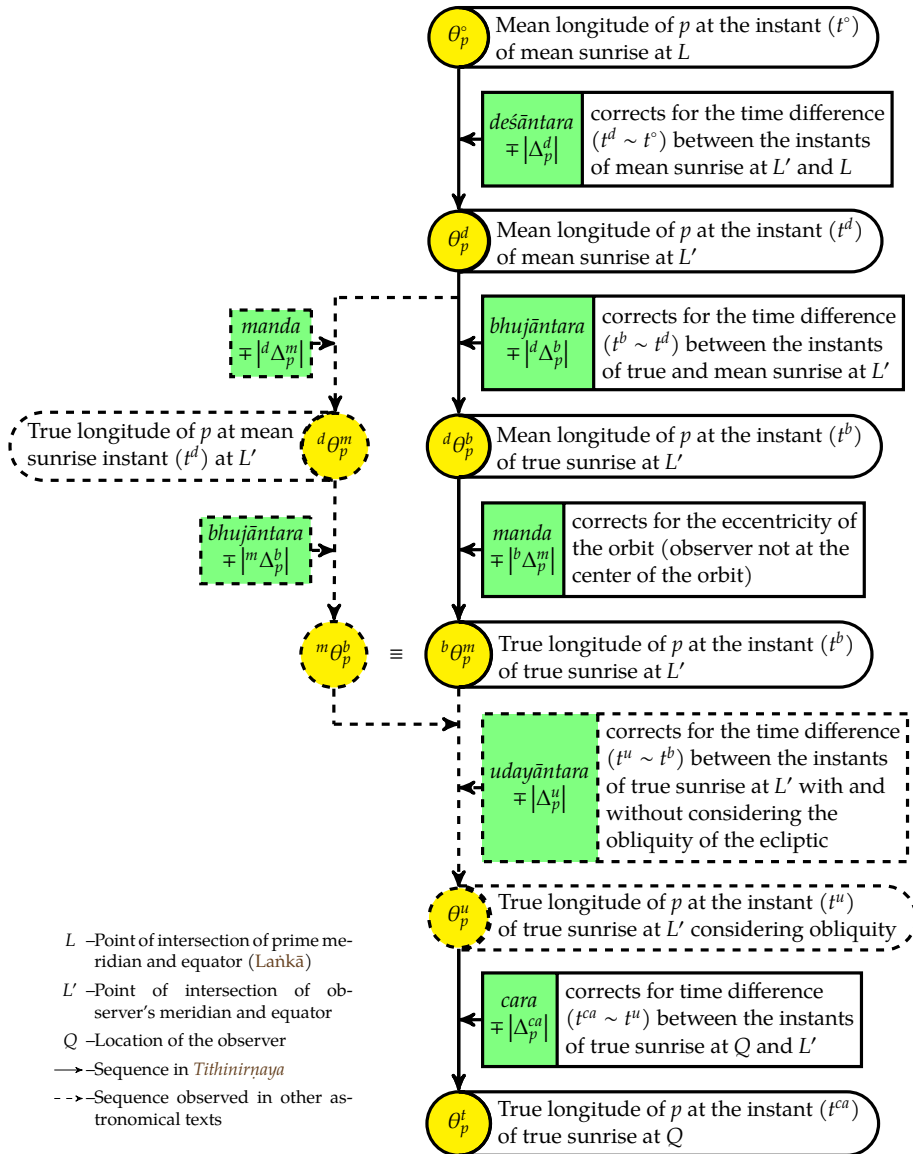 θ°ₚ
Mean longitude of p at the instant (t°)
of mean sunrise at L
deśāntara
∓ |Δᵈₚ|
corrects for the time difference
(tᵈ ∼ t°) between the instants
of mean sunrise at L′ and L
θᵈₚ
Mean longitude of p at the instant (tᵈ)
of mean sunrise at L′
manda
∓ |ᵈΔᵐₚ|
bhujāntara
∓ |ᵈΔᵇₚ|
corrects for the time difference
(tᵇ ∼ tᵈ) between the instants
of true and mean sunrise at L′
True longitude of p at mean
sunrise instant (tᵈ) at L′
ᵈθᵐₚ
ᵈθᵇₚ
Mean longitude of p at the instant (tᵇ)
of true sunrise at L′
bhujāntara
∓ |ᵐΔᵇₚ|
manda
∓ |ᵇΔᵐₚ|
corrects for the eccentricity of
the orbit (observer not at the
center of the orbit)
ᵐθᵇₚ ≡ ᵇθᵐₚ
True longitude of p at the instant (tᵇ)
of true sunrise at L′
udayāntara
∓ |Δᵘₚ|
corrects for the time difference
(tᵘ ∼ tᵇ) between the instants
of true sunrise at L′ with and
without considering the
obliquity of the ecliptic
θᵘₚ
True longitude of p at the instant (tᵘ)
of true sunrise at L′ considering obliquity
cara
∓ |Δᶜᵃₚ|
corrects for time difference
(tᶜᵃ ∼ tᵘ) between the instants
of true sunrise at Q and L′
θᵗₚ
True longitude of p at the instant (tᶜᵃ)
of true sunrise at Q
L –Point of intersection of prime me-
ridian and equator (Laṅkā)
L′ –Point of intersection of ob-
server's meridian and equator
Q –Location of the observer
–Sequence in Tithinirṇaya
–Sequence observed in other as-
tronomical texts